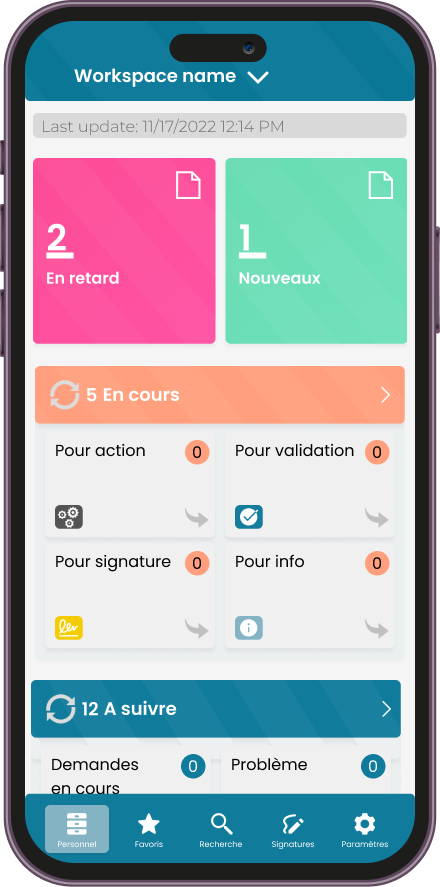 Workspace name
Last update: 11/17/2022 12:14 PM
2
En retard
1
Nouveaux
5 En cours
Pour action
0
Pour validation
0
Pour signature
0
Pour info
0
12 A suivre
Demandes
en cours
0
Problème
0
Personnel
Favoris
Recherche
Signatures
Paramètres